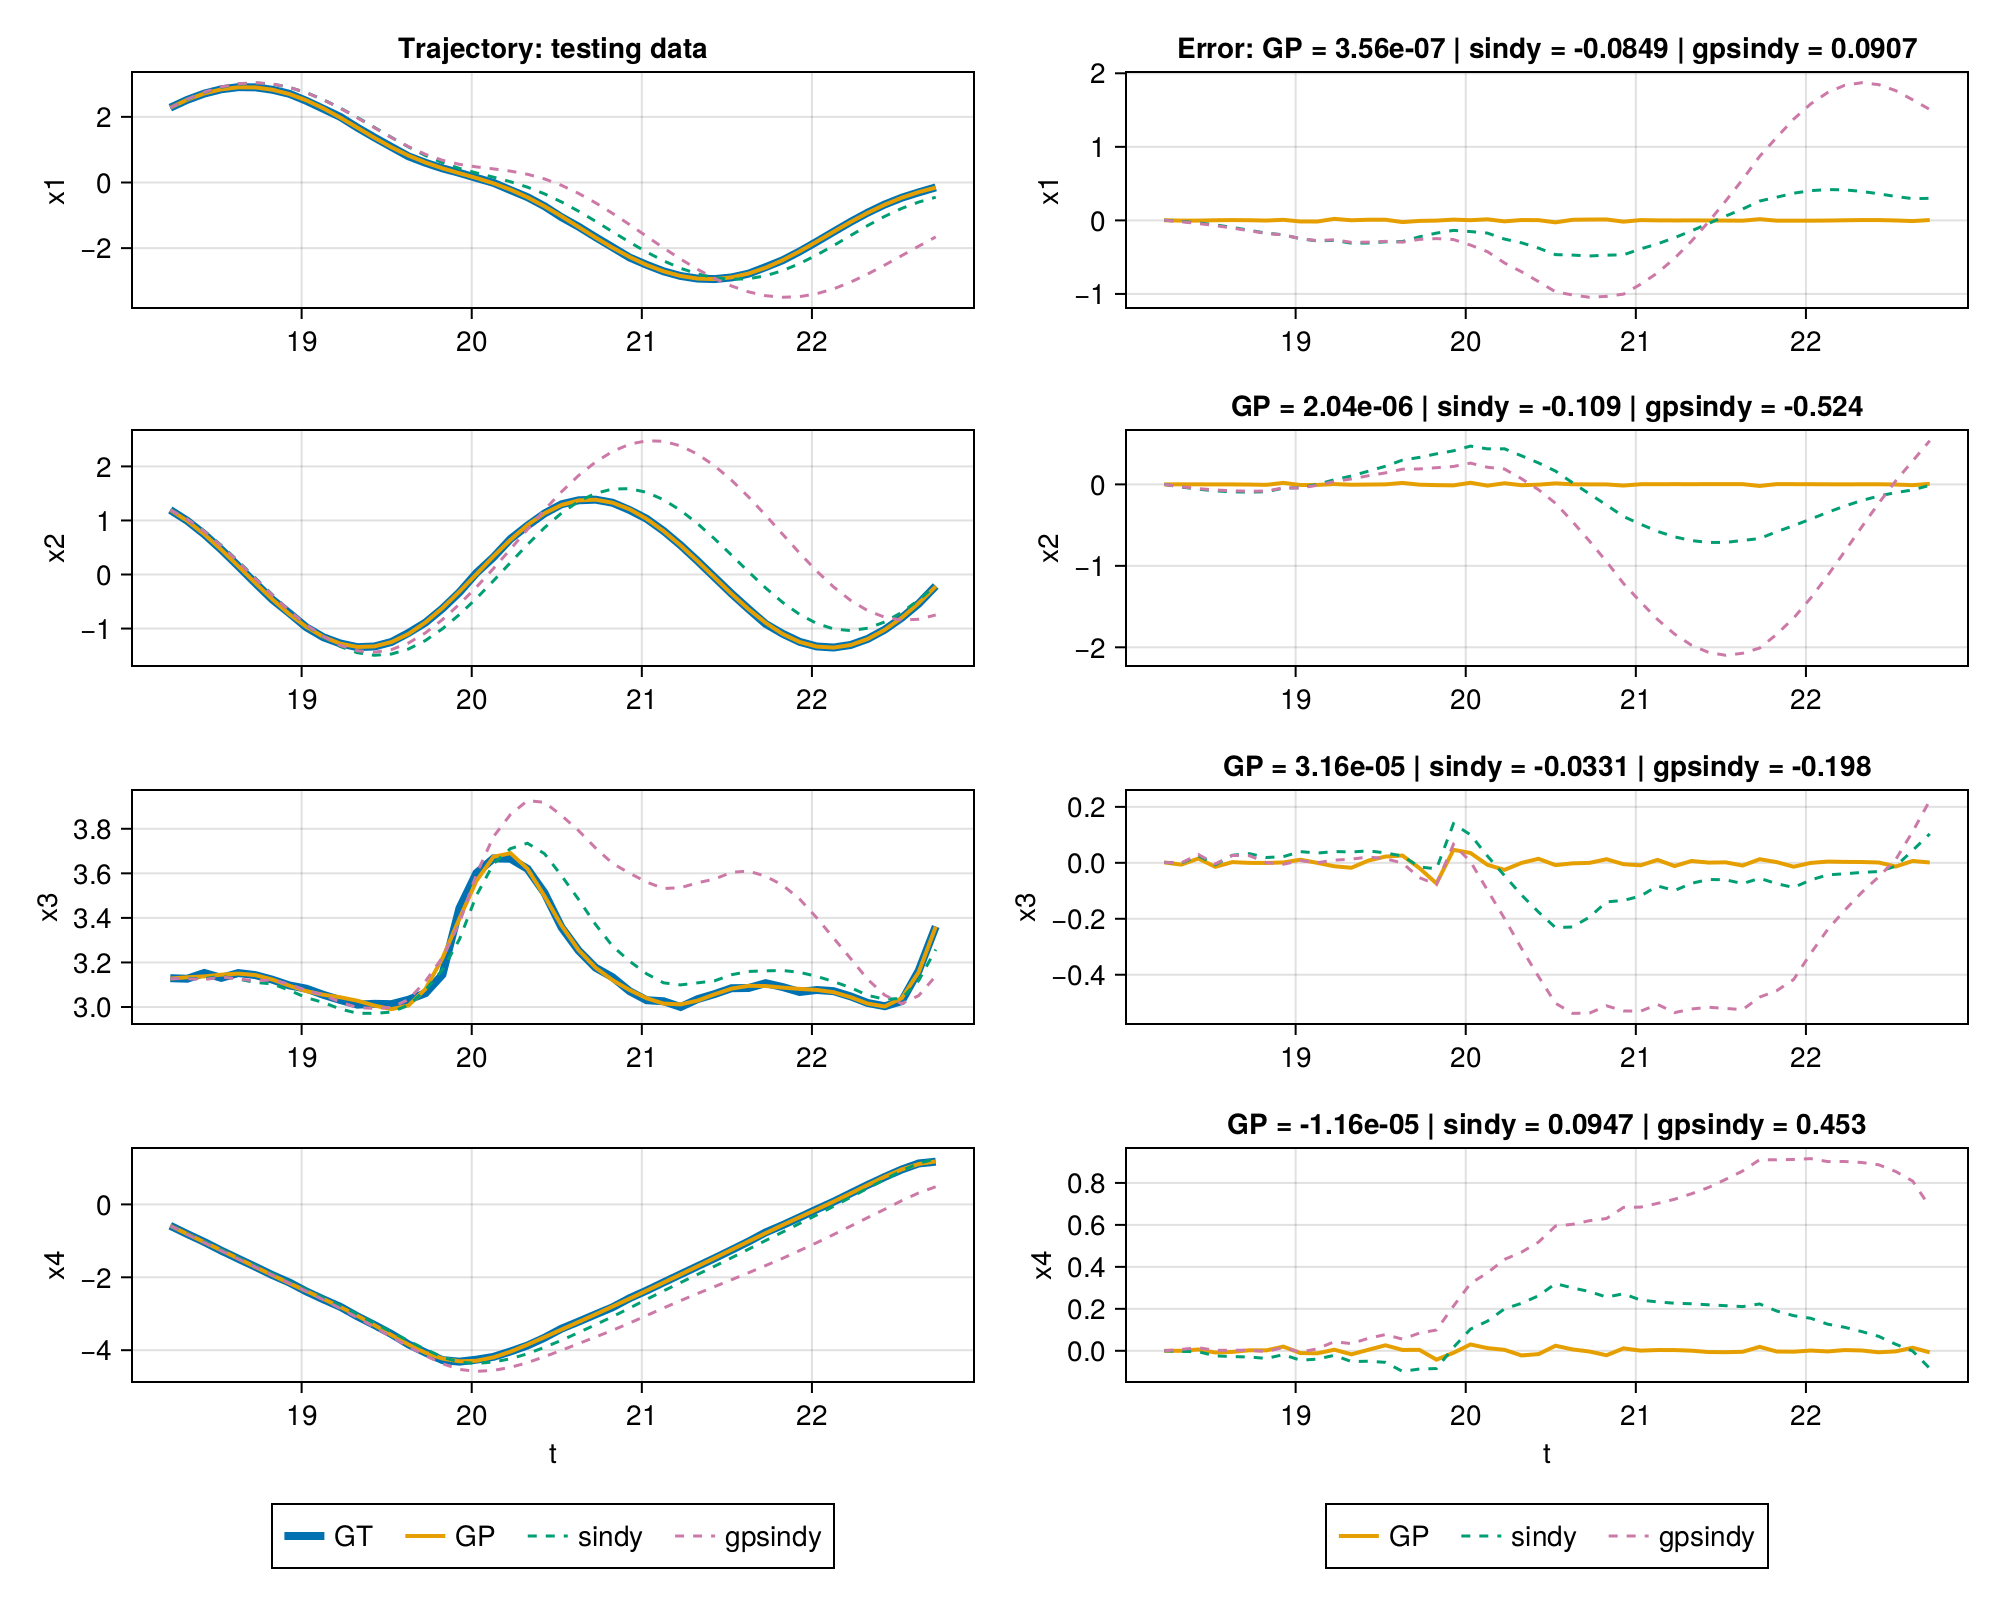 Trajectory: testing data
x1
2
0
−2
19 20 21 22
Error: GP = 3.56e-07 | sindy = -0.0849 | gpsindy = 0.0907
x1
2
1
0
−1
19 20 21 22
x2
2
1
0
−1
19 20 21 22
GP = 2.04e-06 | sindy = -0.109 | gpsindy = -0.524
x2
0
−1
−2
19 20 21 22
x3
3.8
3.6
3.4
3.2
3.0
19 20 21 22
GP = 3.16e-05 | sindy = -0.0331 | gpsindy = -0.198
x3
0.2
0.0
−0.2
−0.4
19 20 21 22
x4
0
−2
−4
19 20 21 22
t
GP = -1.16e-05 | sindy = 0.0947 | gpsindy = 0.453
x4
0.8
0.6
0.4
0.2
0.0
19 20 21 22
t
GT GP sindy gpsindy
GP sindy gpsindy